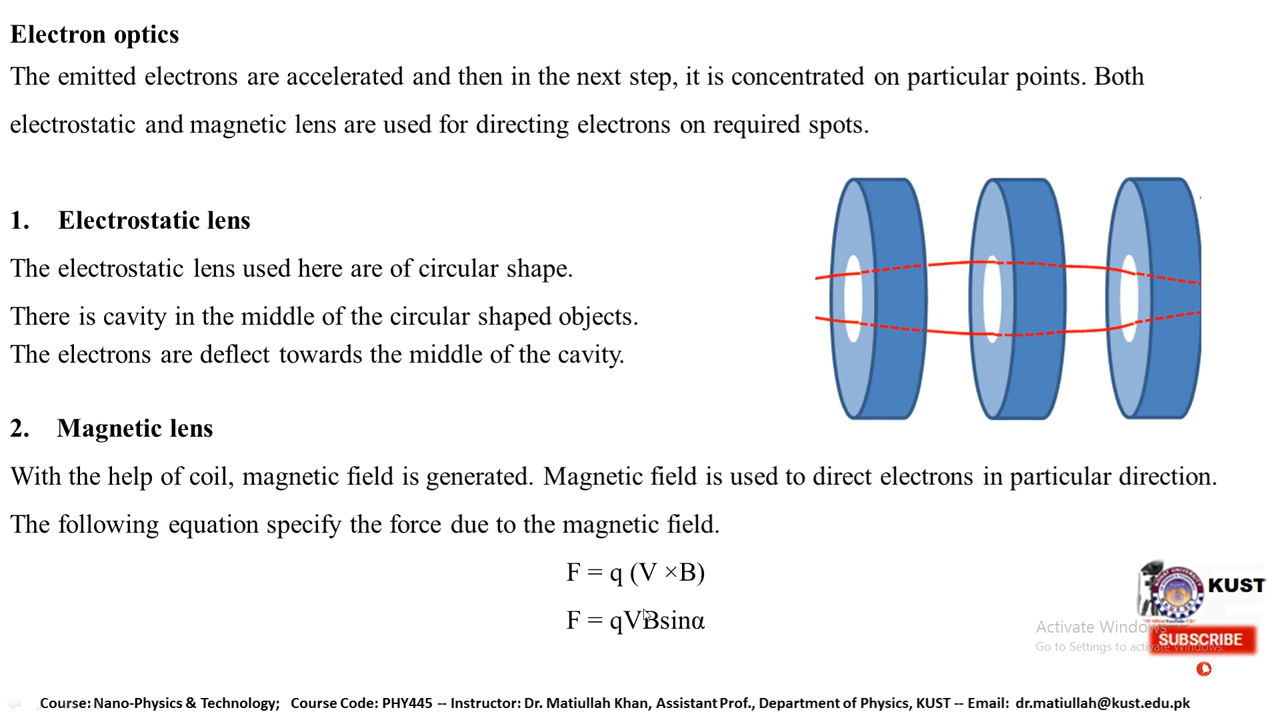 Electron optics
The emitted electrons are accelerated and then in the next step, it is concentrated on particular points. Both
electrostatic and magnetic lens are used for directing electrons on required spots.
1. Electrostatic lens
The electrostatic lens used here are of circular shape.
There is cavity in the middle of the circular shaped objects.
The electrons are deflect towards the middle of the cavity.
2. Magnetic lens
With the help of coil, magnetic field is generated. Magnetic field is used to direct electrons in particular direction.
The following equation specify the force due to the magnetic field.
F = q (V ×B)
F = qVBsinα
KUST
Activate Windows
SUBSCRIBE
Go to Settings to activate Windows.
Course: Nano-Physics & Technology; Course Code: PHY445 -- Instructor: Dr. Matiullah Khan, Assistant Prof., Department of Physics, KUST -- Email: dr.matiullah@kust.edu.pk